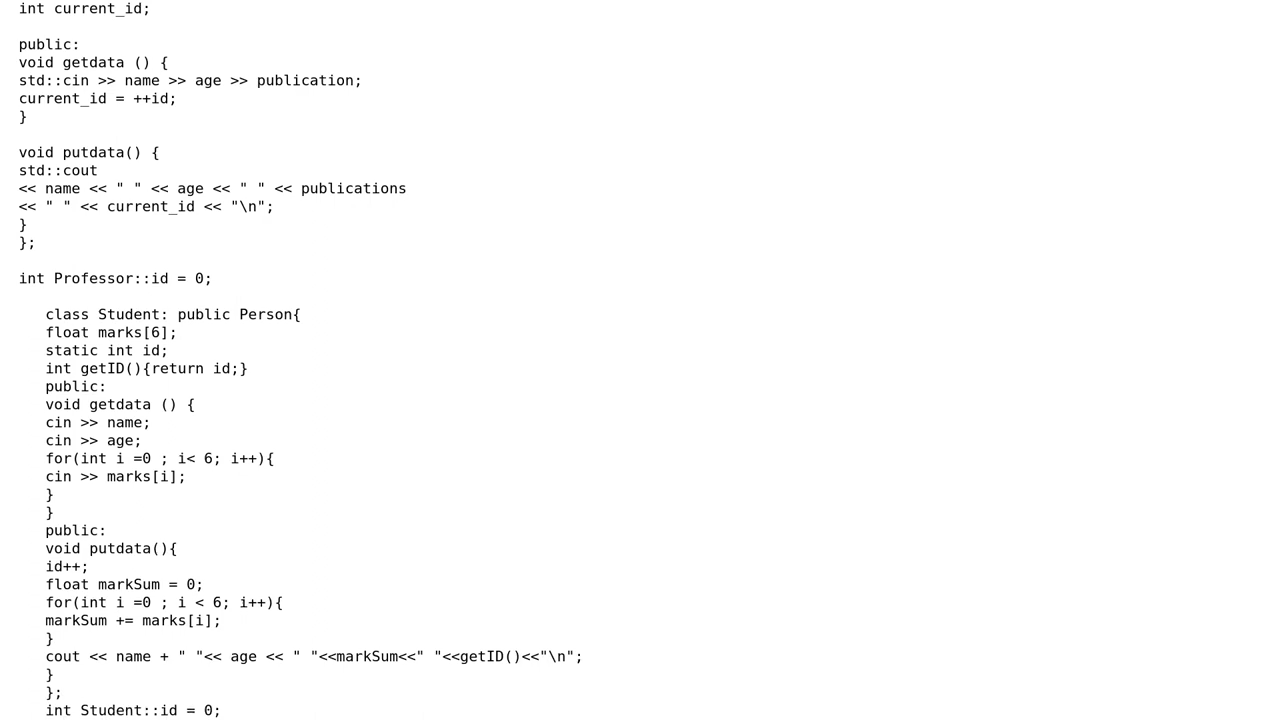 int current_id;
public:
void getdata () {
std::cin >> name >> age >> publication;
current_id = ++id;
}
void putdata() {
std::cout
<< name << " " << age << " " << publications
<< " " << current_id << "\n";
}
};
int Professor::id = 0;
class Student: public Person{
float marks[6];
static int id;
int getID(){return id;}
public:
void getdata () {
cin >> name;
cin >> age;
for(int i =0 ; i< 6; i++){
cin >> marks[i];
}
}
public:
void putdata(){
id++;
float markSum = 0;
for(int i =0 ; i < 6; i++){
markSum += marks[i];
}
cout << name + " "<< age << " "<<markSum<<" "<<getID()<<"\n";
}
};
int Student::id = 0;